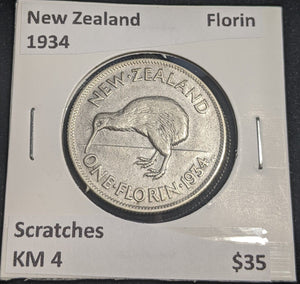 New Zealand Florin
1934
NEW·ZEALAND
ONE·FLORIN·1934
Scratches
KM 4 $35